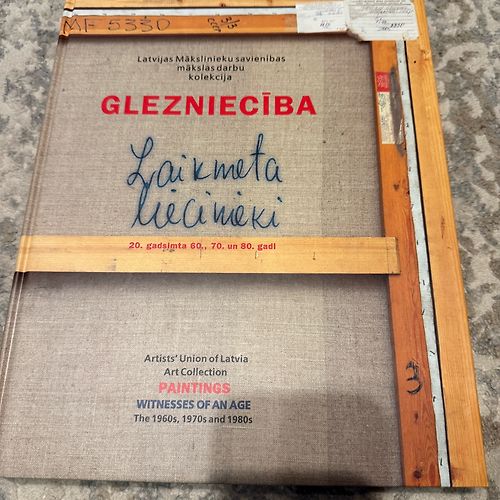 MF 5330
Latvijas Mākslinieku savienības
mākslas darbu
kolekcija
GLEZNIECĪBA
Laikmeta
liecinieki
20. gadsimta 60., 70. un 80. gadi
Artists' Union of Latvia
Art Collection
PAINTINGS
WITNESSES OF AN AGE
The 1960s, 1970s and 1980s
3